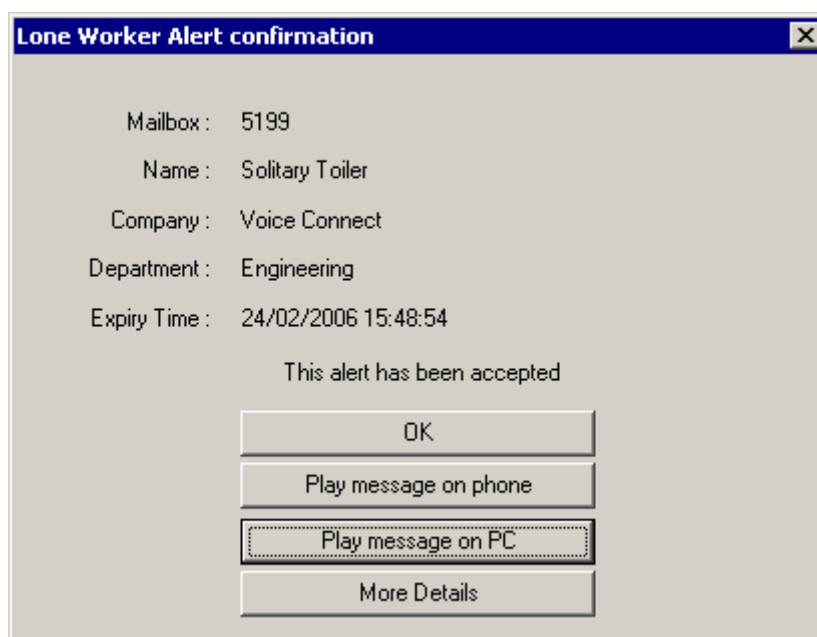 Lone Worker Alert confirmation
Mailbox : 5199
Name : Solitary Toiler
Company : Voice Connect
Department : Engineering
Expiry Time : 24/02/2006 15:48:54
This alert has been accepted
OK
Play message on phone
Play message on PC
More Details